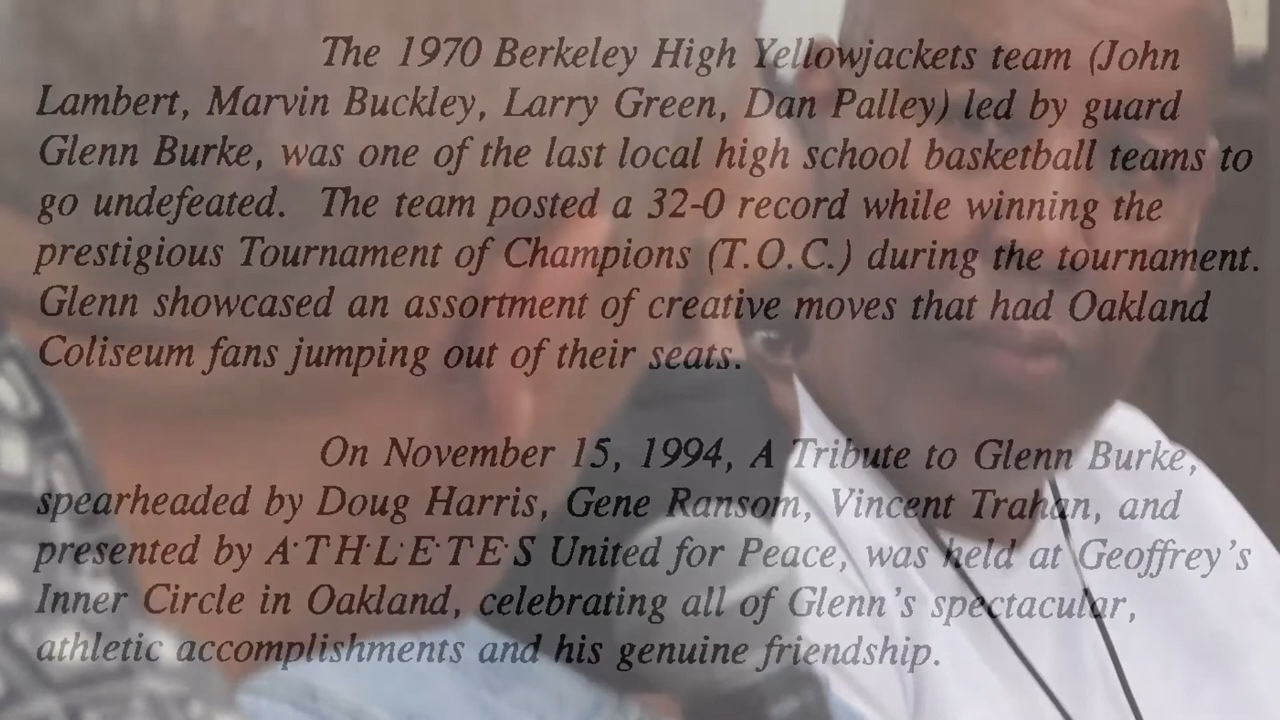 The 1970 Berkeley High Yellowjackets team (John
Lambert, Marvin Buckley, Larry Green, Dan Palley) led by guard
Glenn Burke, was one of the last local high school basketball teams to
go undefeated. The team posted a 32-0 record while winning the
prestigious Tournament of Champions (T.O.C.) during the tournament.
Glenn showcased an assortment of creative moves that had Oakland
Coliseum fans jumping out of their seats.
On November 15, 1994, A Tribute to Glenn Burke,
spearheaded by Doug Harris, Gene Ransom, Vincent Trahan, and
presented by A·T·H·L·E·T·E·S United for Peace, was held at Geoffrey's
Inner Circle in Oakland, celebrating all of Glenn's spectacular,
athletic accomplishments and his genuine friendship.